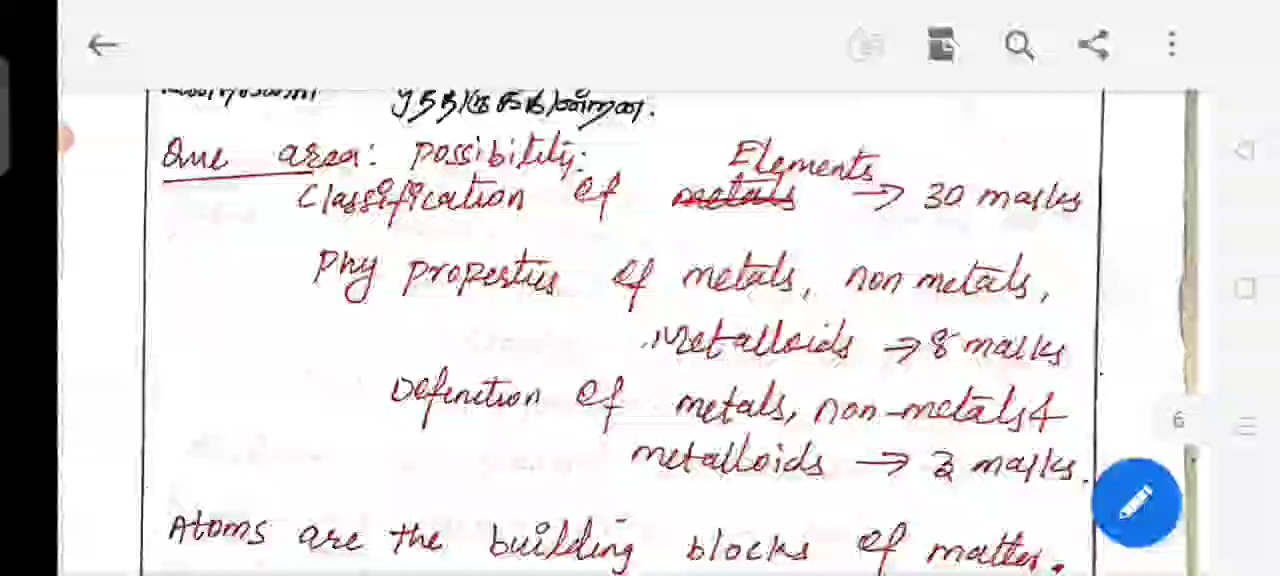 One area: possibility:
Elements
Classification of metals → 30 marks
Phy properties of metals, non metals,
Metalloids → 8 marks
Definition of metals, non-metals &
metalloids → marks.
6
Atoms are the building blocks of matter.